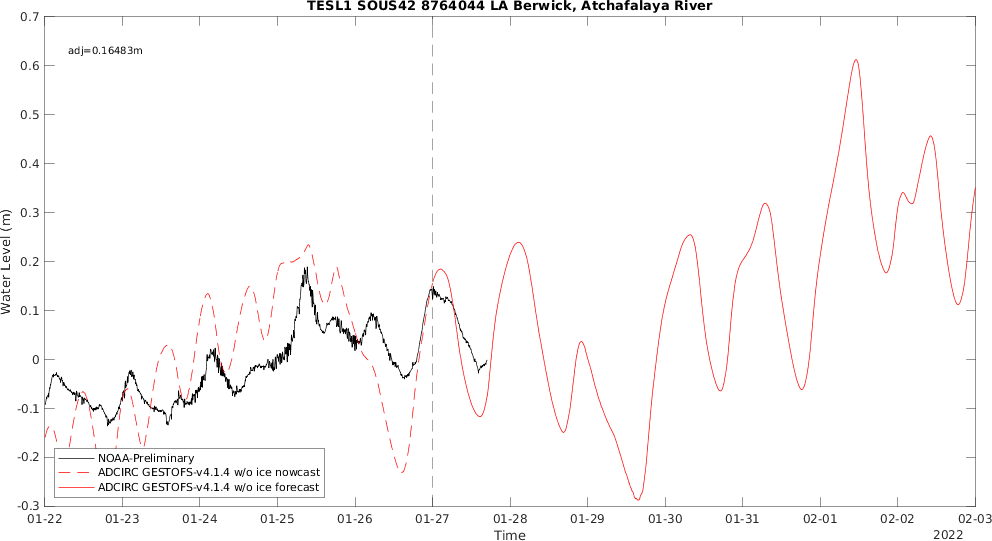 TESL1 SOUS42 8764044 LA Berwick, Atchafalaya River
adj=0.16483m
0.7
0.6
0.5
0.4
0.3
0.2
0.1
0
-0.1
-0.2
-0.3
Water Level (m)
NOAA-Preliminary
ADCIRC GESTOFS-v4.1.4 w/o ice nowcast
ADCIRC GESTOFS-v4.1.4 w/o ice forecast
01-22 01-23 01-24 01-25 01-26 01-27 01-28 01-29 01-30 01-31 02-01 02-02 02-03
Time
2022